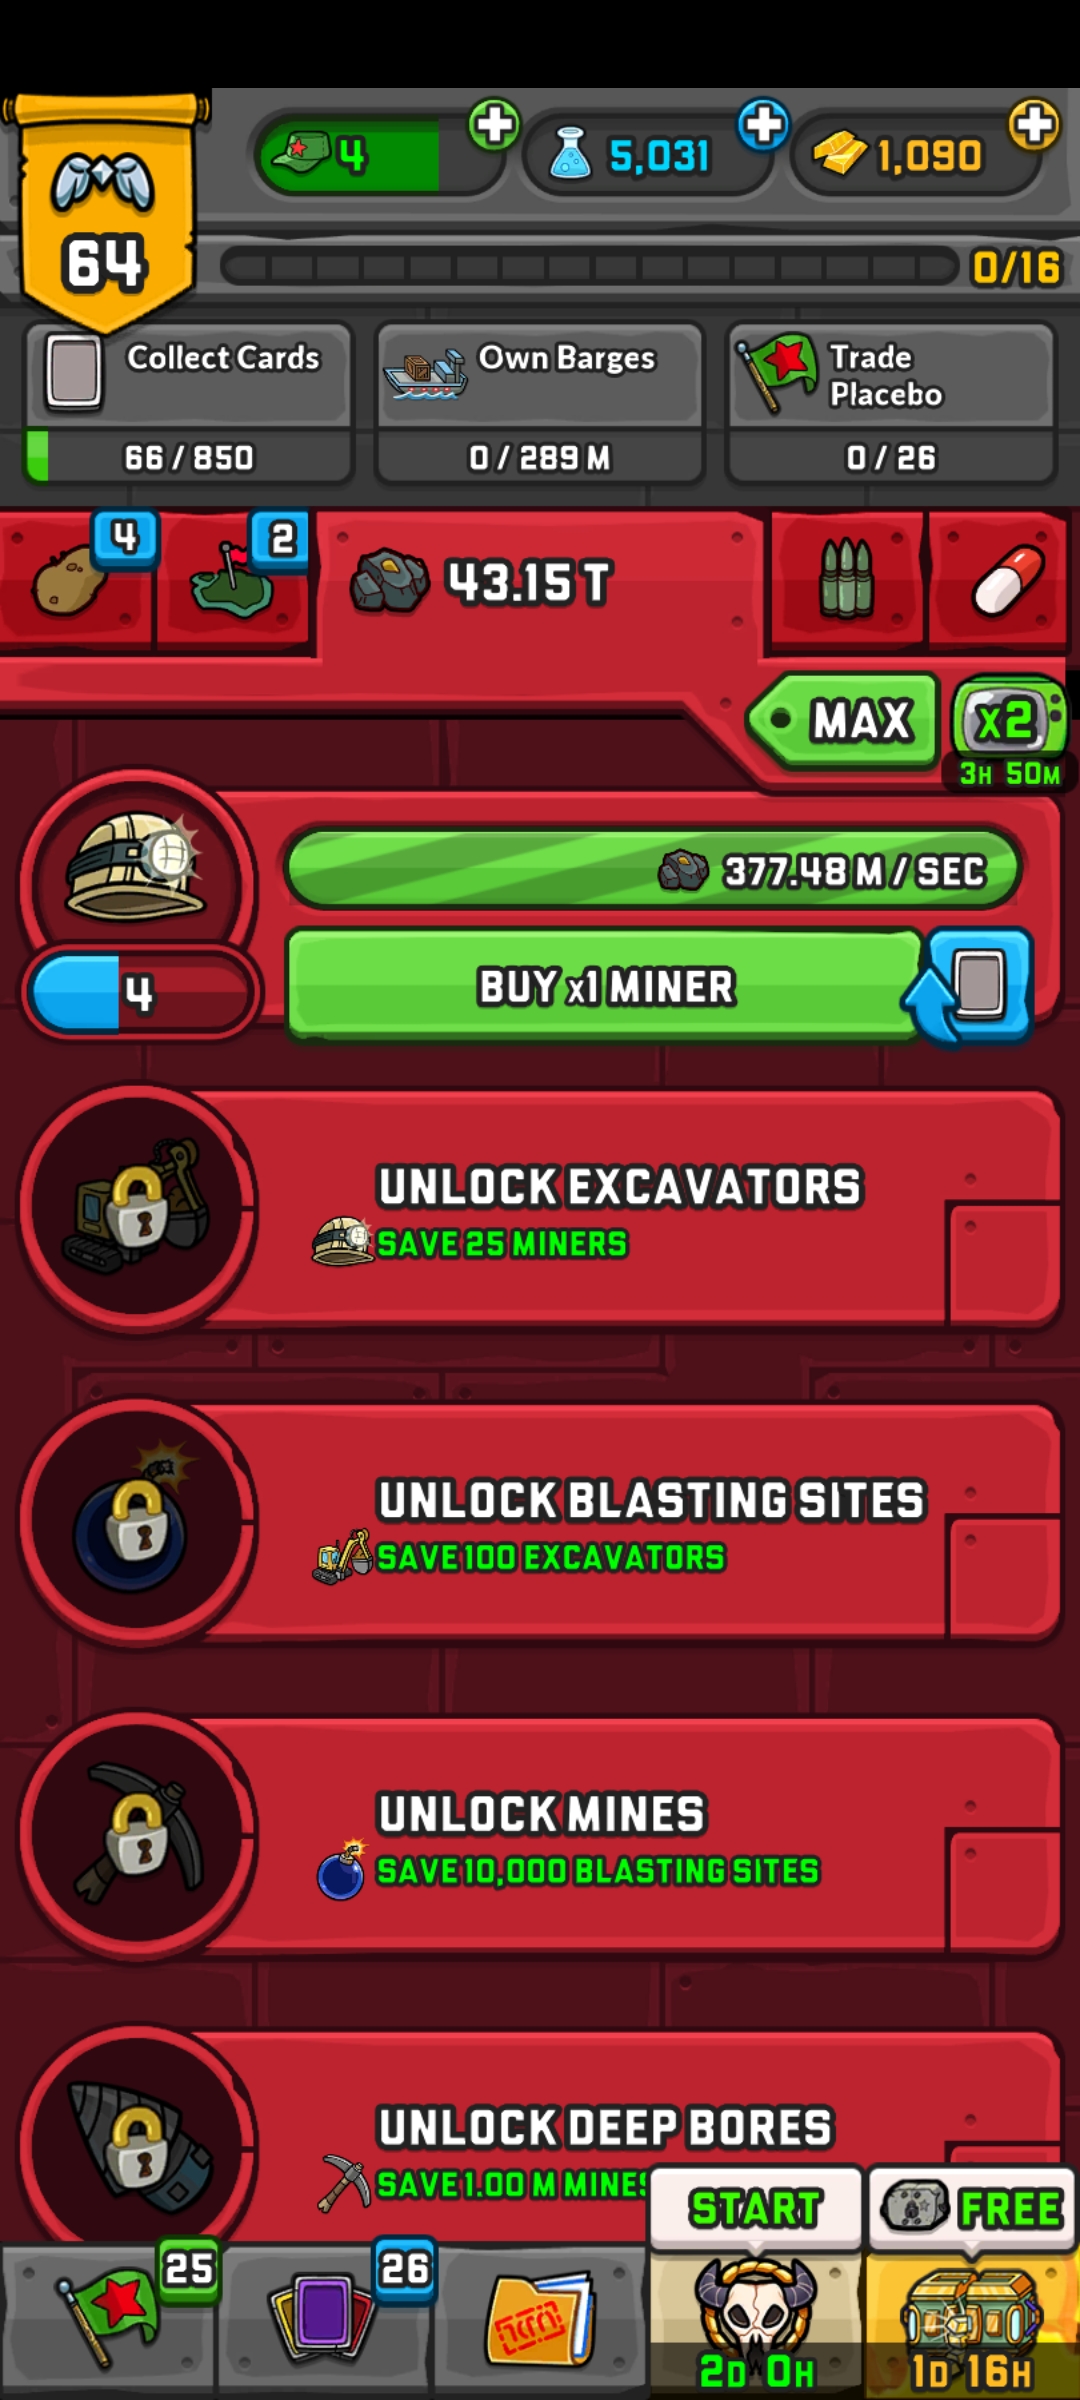 4
5,031
1,090
64
0/16
Collect Cards
Own Barges
Trade
Placebo
66 / 850
0 / 289 M
0 / 26
4
2
43.15 T
MAX
x2
3H 50M
377.48 M / SEC
4
BUY x1 MINER
UNLOCK EXCAVATORS
SAVE 25 MINERS
UNLOCK BLASTING SITES
SAVE 100 EXCAVATORS
UNLOCK MINES
SAVE 10,000 BLASTING SITES
UNLOCK DEEP BORES
SAVE 1.00 M MINES
START
FREE
25
26
2D 0H
1D 16H